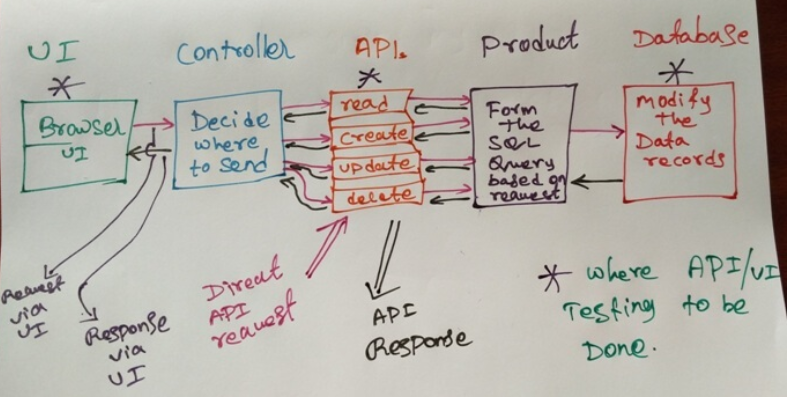 UI
Controller
API.
Product
Database
*
*
*
Browser
UI
Decide
where
to send
read
create
update
delete
Form
the
SQL
Query
based on
request
Modify
the
Data
records
Request
via
UI
Response
via
UI
Direct
API
request
API
Response
* where API/UI
Testing to be
Done.